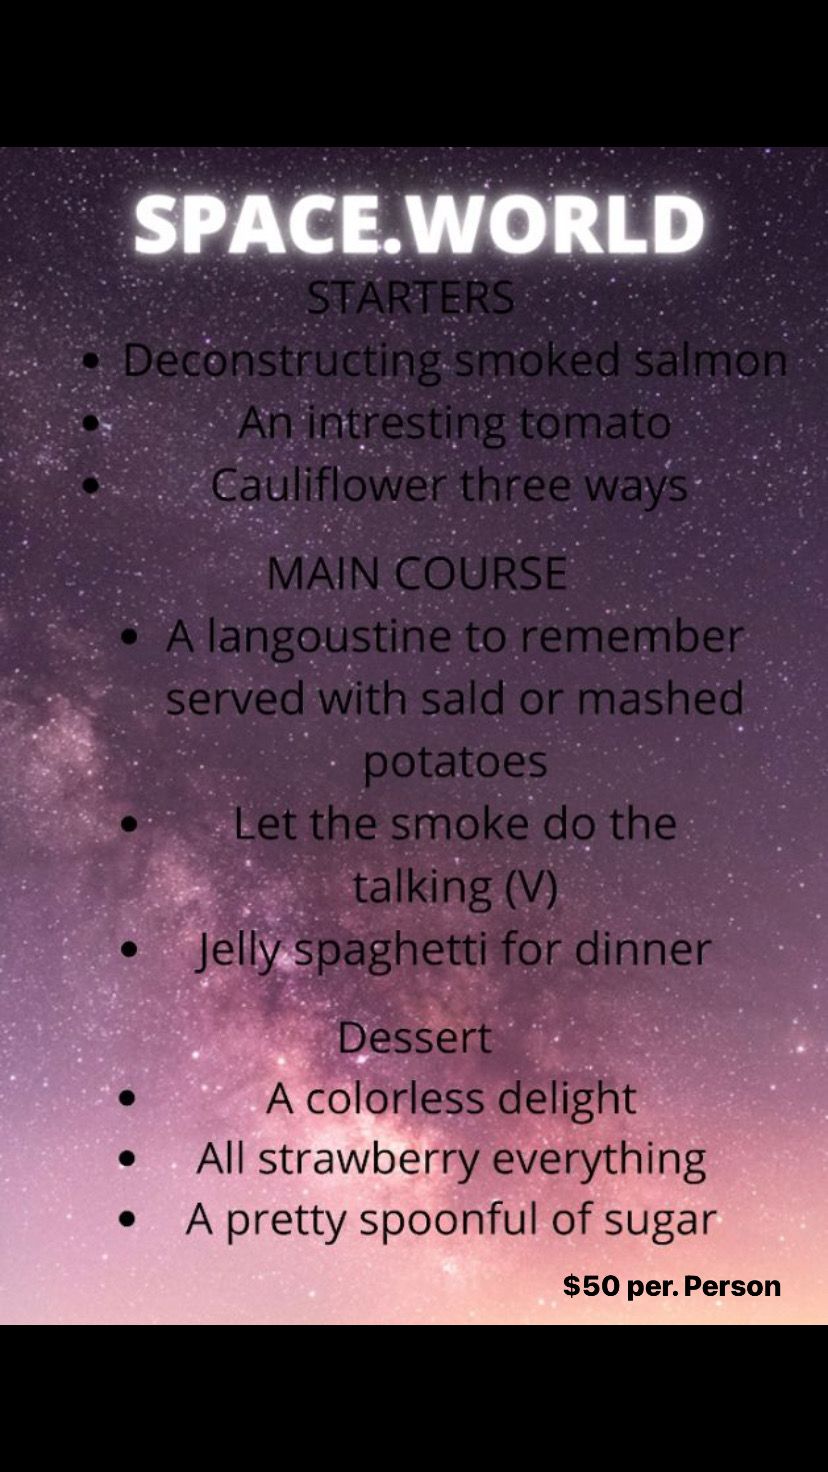 SPACE.WORLD
STARTERS
• Deconstructing smoked salmon
• An intresting tomato
• Cauliflower three ways
MAIN COURSE
• A langoustine to remember
served with sald or mashed
potatoes
• Let the smoke do the
talking (V)
• Jelly spaghetti for dinner
Dessert
• A colorless delight
• All strawberry everything
• A pretty spoonful of sugar
$50 per. Person